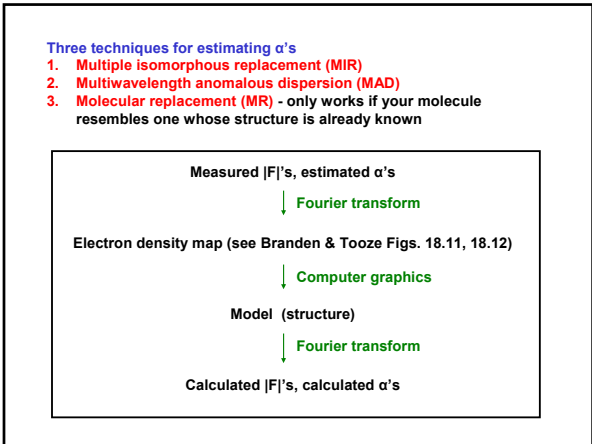 Three techniques for estimating α's
1. Multiple isomorphous replacement (MIR)
2. Multiwavelength anomalous dispersion (MAD)
3. Molecular replacement (MR) - only works if your molecule
resembles one whose structure is already known
Measured |F|'s, estimated α's
Fourier transform
Electron density map (see Branden & Tooze Figs. 18.11, 18.12)
Computer graphics
Model (structure)
Fourier transform
Calculated |F|'s, calculated α's